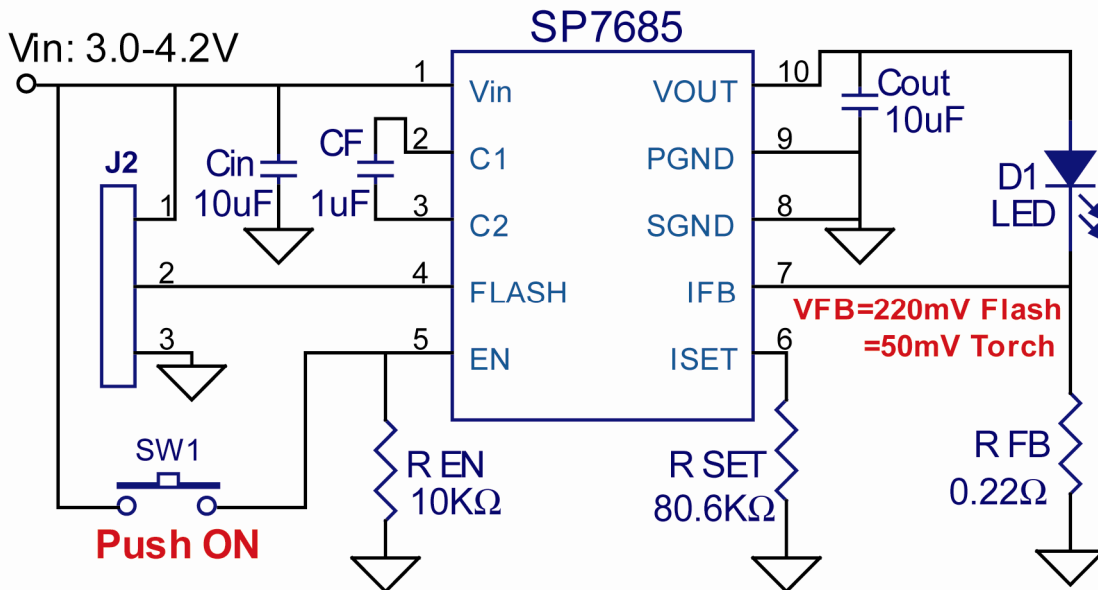 SP7685
Vin: 3.0-4.2V
1
Vin
VOUT
10
Cout
10uF
2
C1
PGND
9
CF
1uF
Cin
10uF
J2
1
3
C2
SGND
8
D1
LED
2
4
FLASH
IFB
7
VFB=220mV Flash
=50mV Torch
3
5
EN
ISET
6
SW1
Push ON
R EN
10KΩ
R SET
80.6KΩ
R FB
0.22Ω